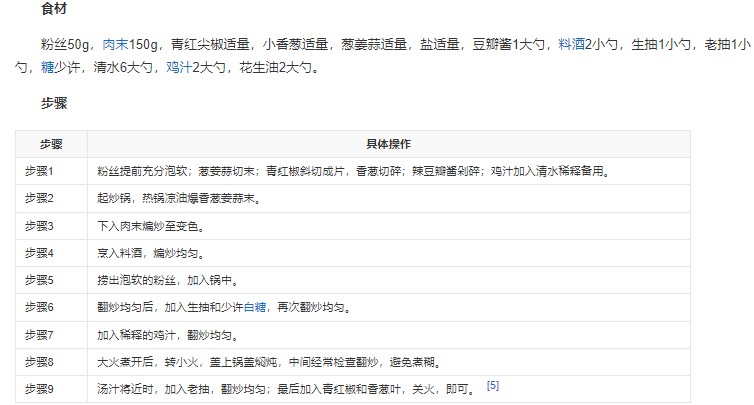 食材
粉丝50g，肉末150g，青红尖椒适量，小香葱适量，葱姜蒜适量，盐适量，豆瓣酱1大勺，料酒2小勺，生抽1小勺，老抽1小
勺，糖少许，清水6大勺，鸡汁2大勺，花生油2大勺。
步骤
步骤 具体操作
步骤1 粉丝提前充分泡软；葱姜蒜切末；青红椒斜切成片，香葱切碎；辣豆瓣酱剁碎；鸡汁加入清水稀释备用。
步骤2 起炒锅，热锅凉油爆香葱姜蒜末。
步骤3 下入肉末煸炒至变色。
步骤4 烹入料酒，煸炒均匀。
步骤5 捞出泡软的粉丝，加入锅中。
步骤6 翻炒均匀后，加入生抽和少许白糖，再次翻炒均匀。
步骤7 加入稀释的鸡汁，翻炒均匀。
步骤8 大火煮开后，转小火，盖上锅盖焖炖，中间经常检查翻炒，避免煮糊。
步骤9 汤汁将近时，加入老抽，翻炒均匀；最后加入青红椒和香葱叶，关火，即可。 [5]